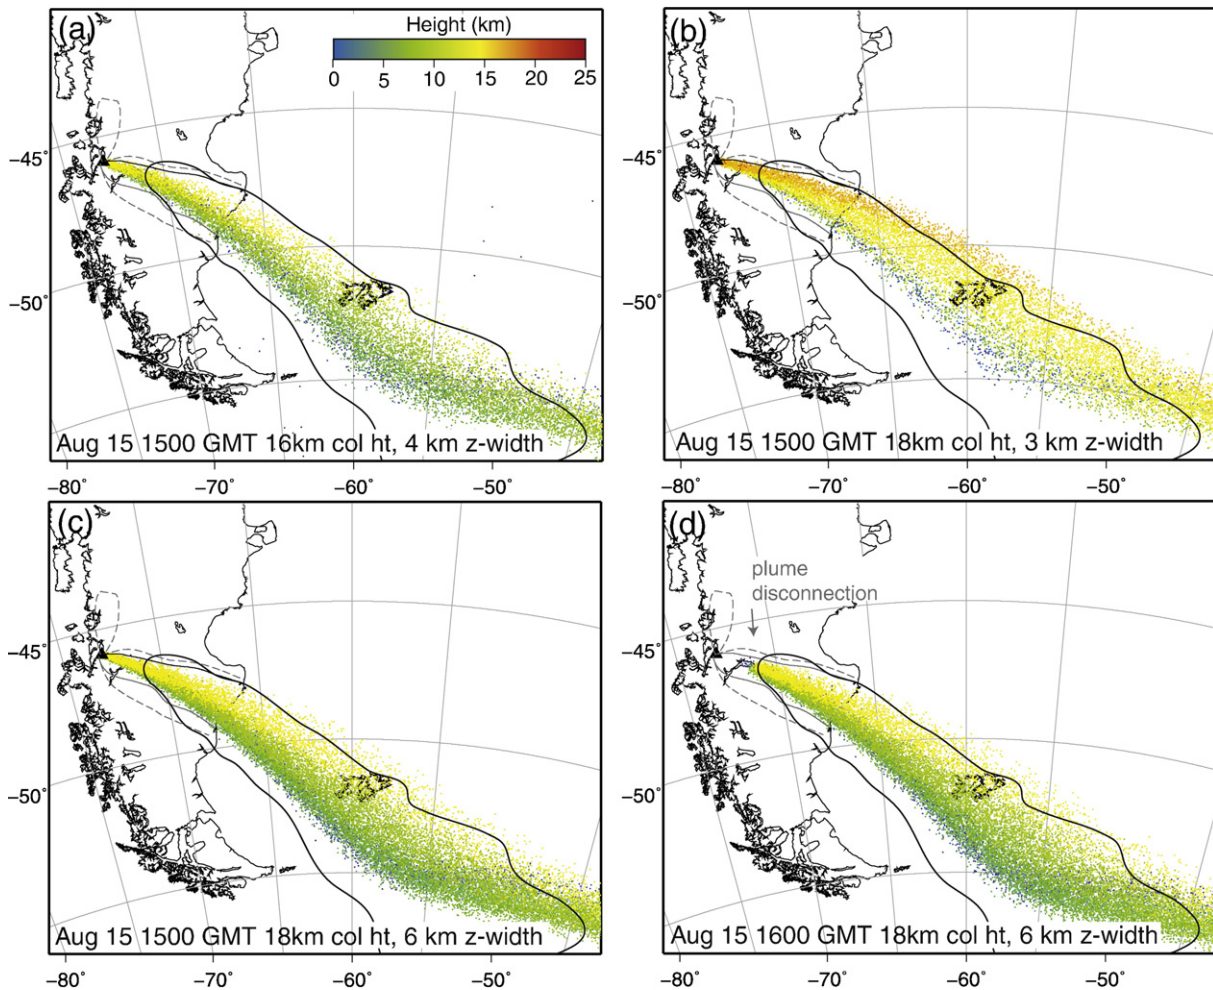 (a)
Height (km)
0 5 10 15 20 25
−45°
−50°
Aug 15 1500 GMT 16km col ht, 4 km z-width
−80° −70° −60° −50°
(b)
−45°
−50°
Aug 15 1500 GMT 18km col ht, 3 km z-width
−80° −70° −60° −50°
(c)
−45°
−50°
Aug 15 1500 GMT 18km col ht, 6 km z-width
−80° −70° −60° −50°
(d)
plume
disconnection
−45°
−50°
Aug 15 1600 GMT 18km col ht, 6 km z-width
−80° −70° −60° −50°